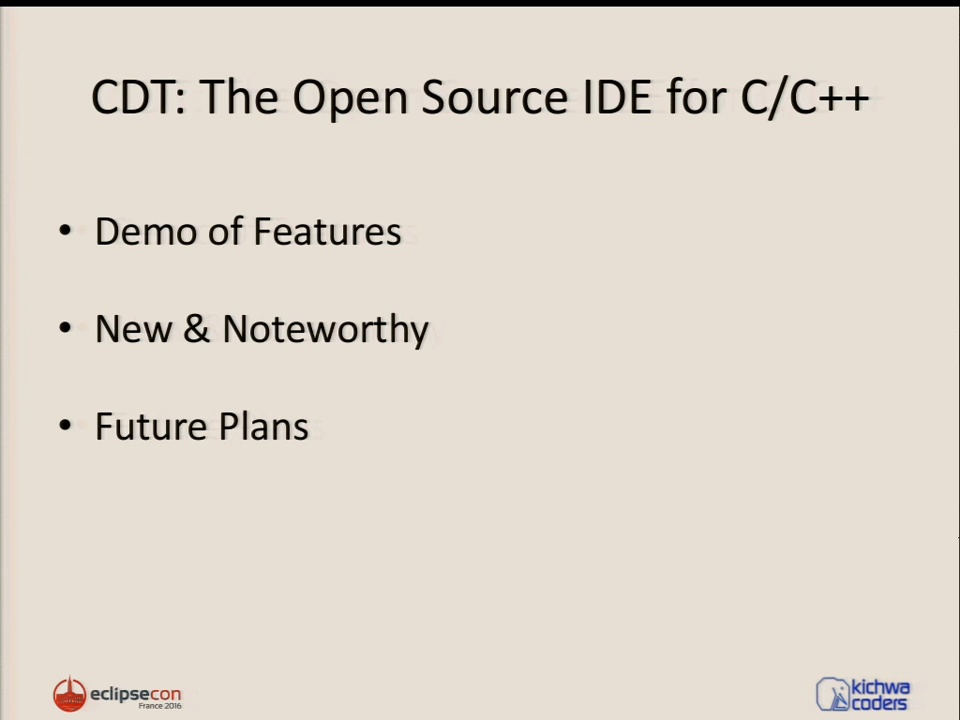 CDT: The Open Source IDE for C/C++
• Demo of Features
• New & Noteworthy
• Future Plans
eclipsecon
France 2016
kichwa
coders